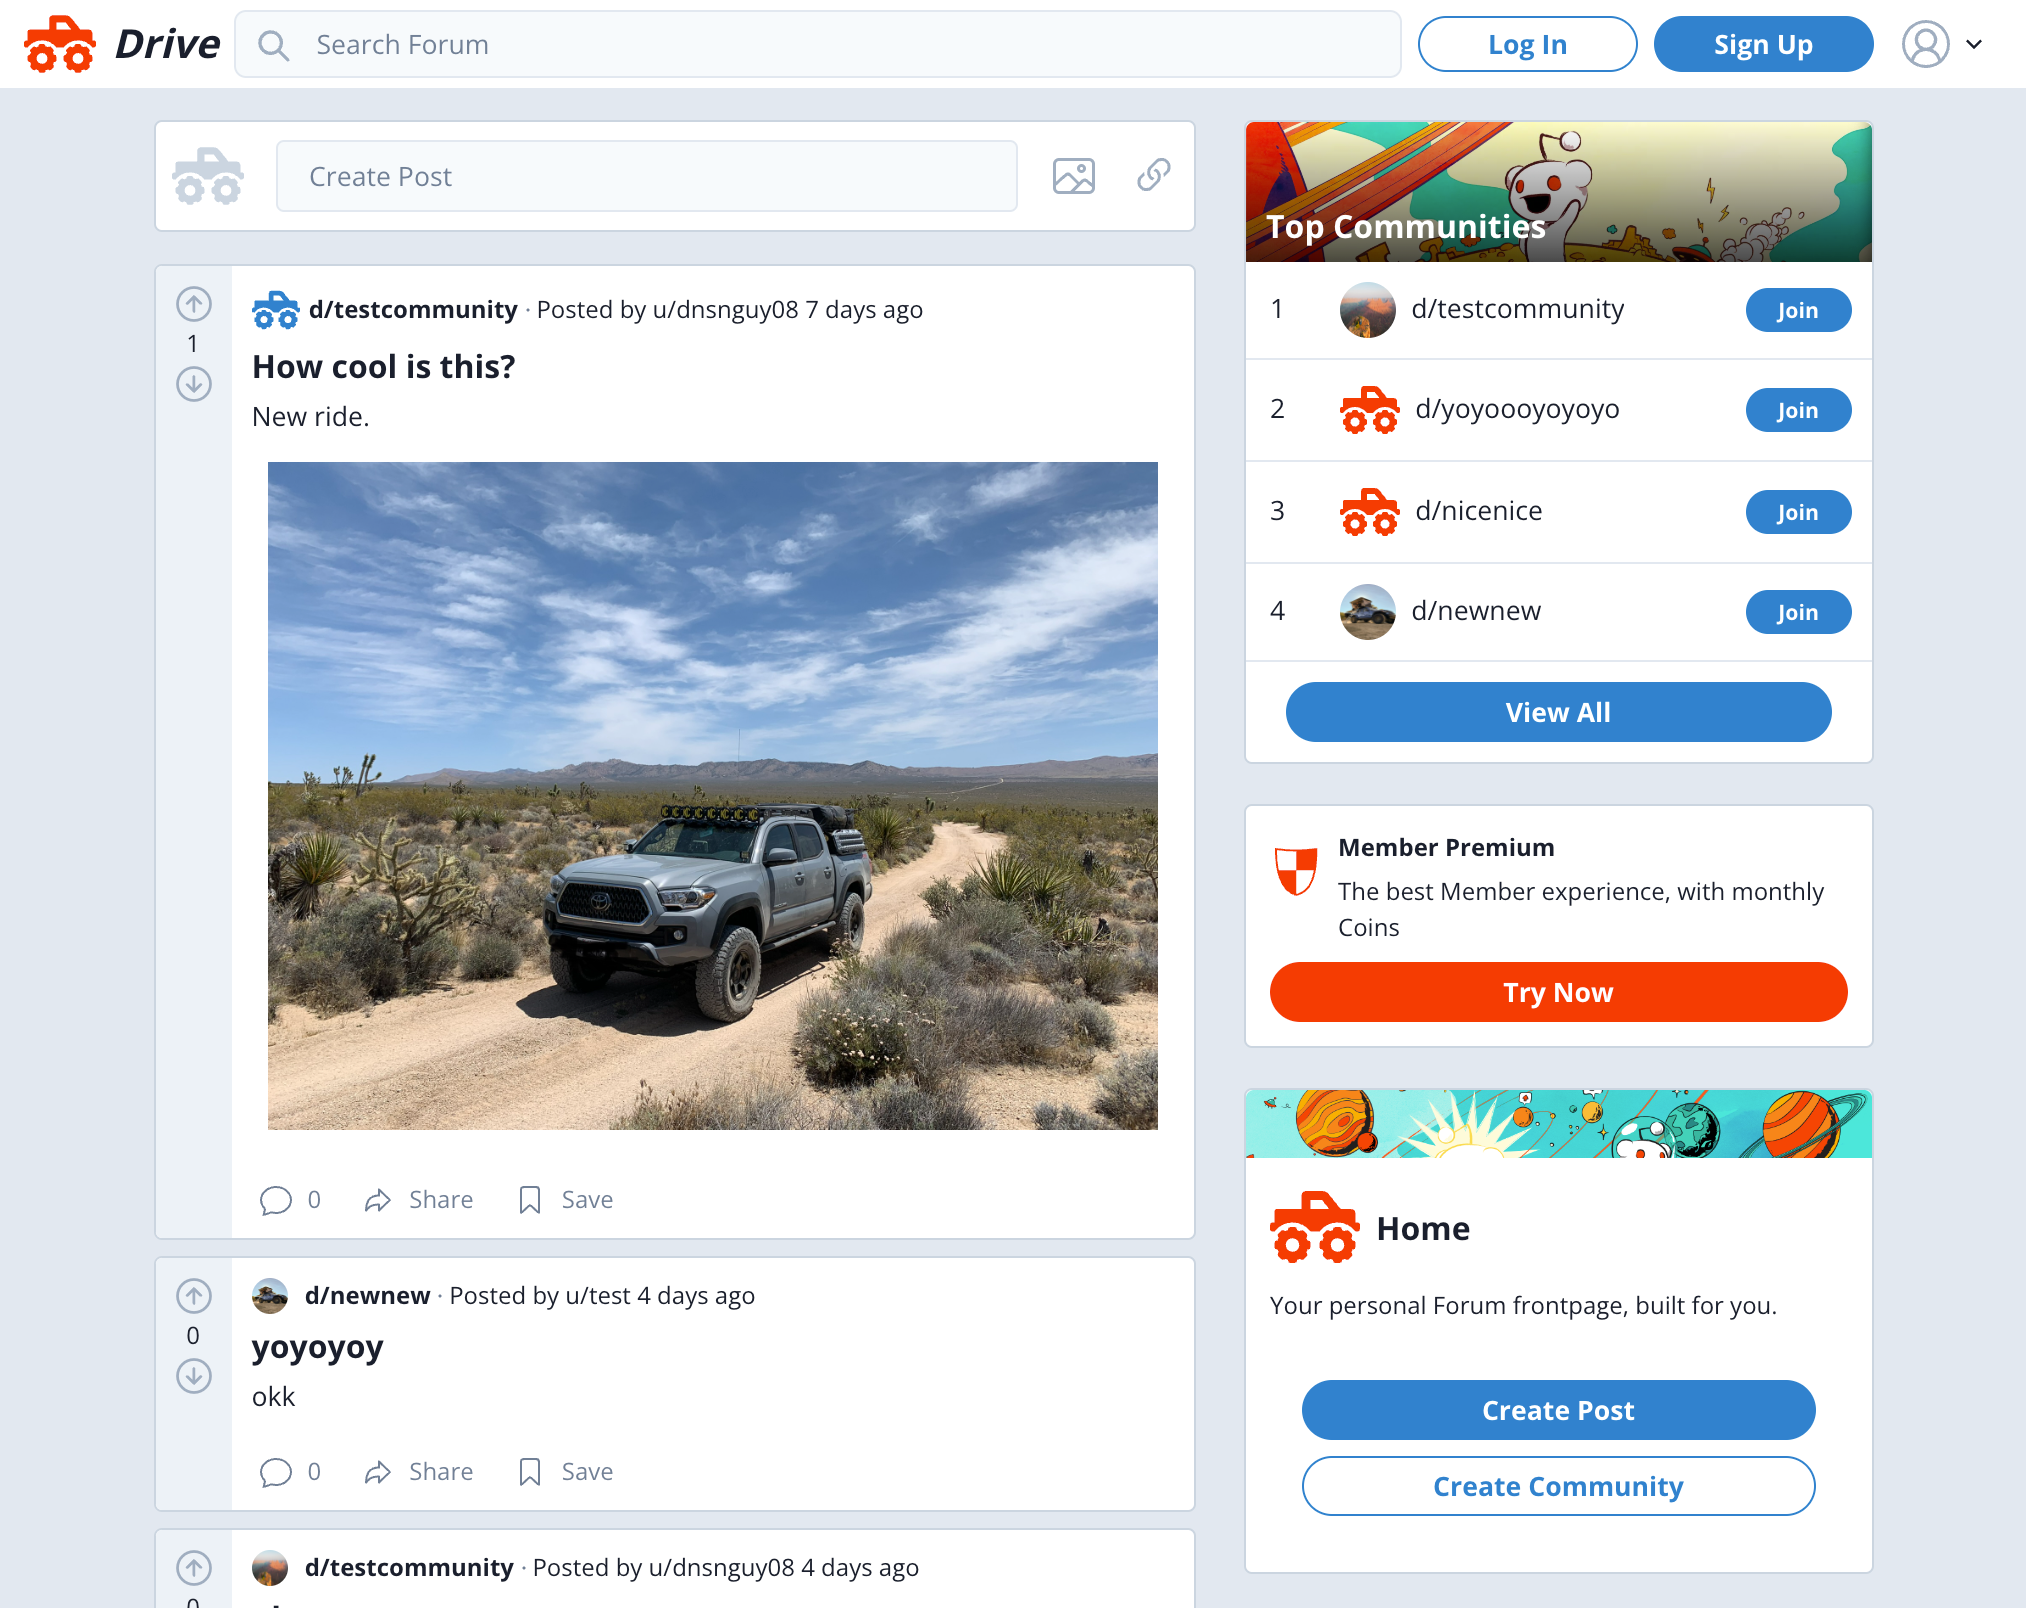 Drive
Search Forum
Log In
Sign Up
Create Post
d/testcommunity · Posted by u/dnsnguy08 7 days ago
1
How cool is this?
New ride.
0 Share Save
d/newnew · Posted by u/test 4 days ago
0
yoyoyoy
okk
0 Share Save
d/testcommunity · Posted by u/dnsnguy08 4 days ago
Top Communities
1 d/testcommunity Join
2 d/yoyoooyoyoyo Join
3 d/nicenice Join
4 d/newnew Join
View All
Member Premium
The best Member experience, with monthly
Coins
Try Now
Home
Your personal Forum frontpage, built for you.
Create Post
Create Community